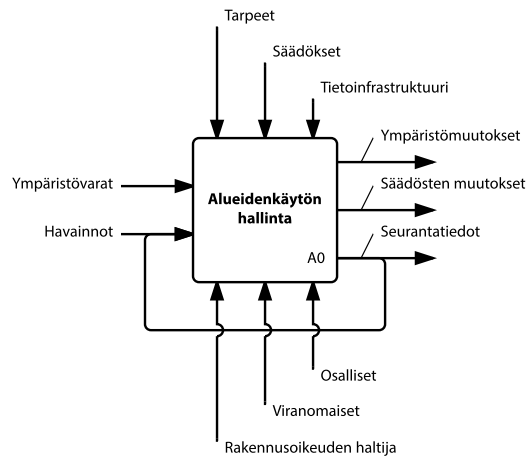 Tarpeet
Säädökset
Tietoinfrastruktuuri
Ympäristömuutokset
Ympäristövarat
Säädösten muutokset
Alueidenkäytön
hallinta
Havainnot
Seurantatiedot
A0
Osalliset
Viranomaiset
Rakennusoikeuden haltija